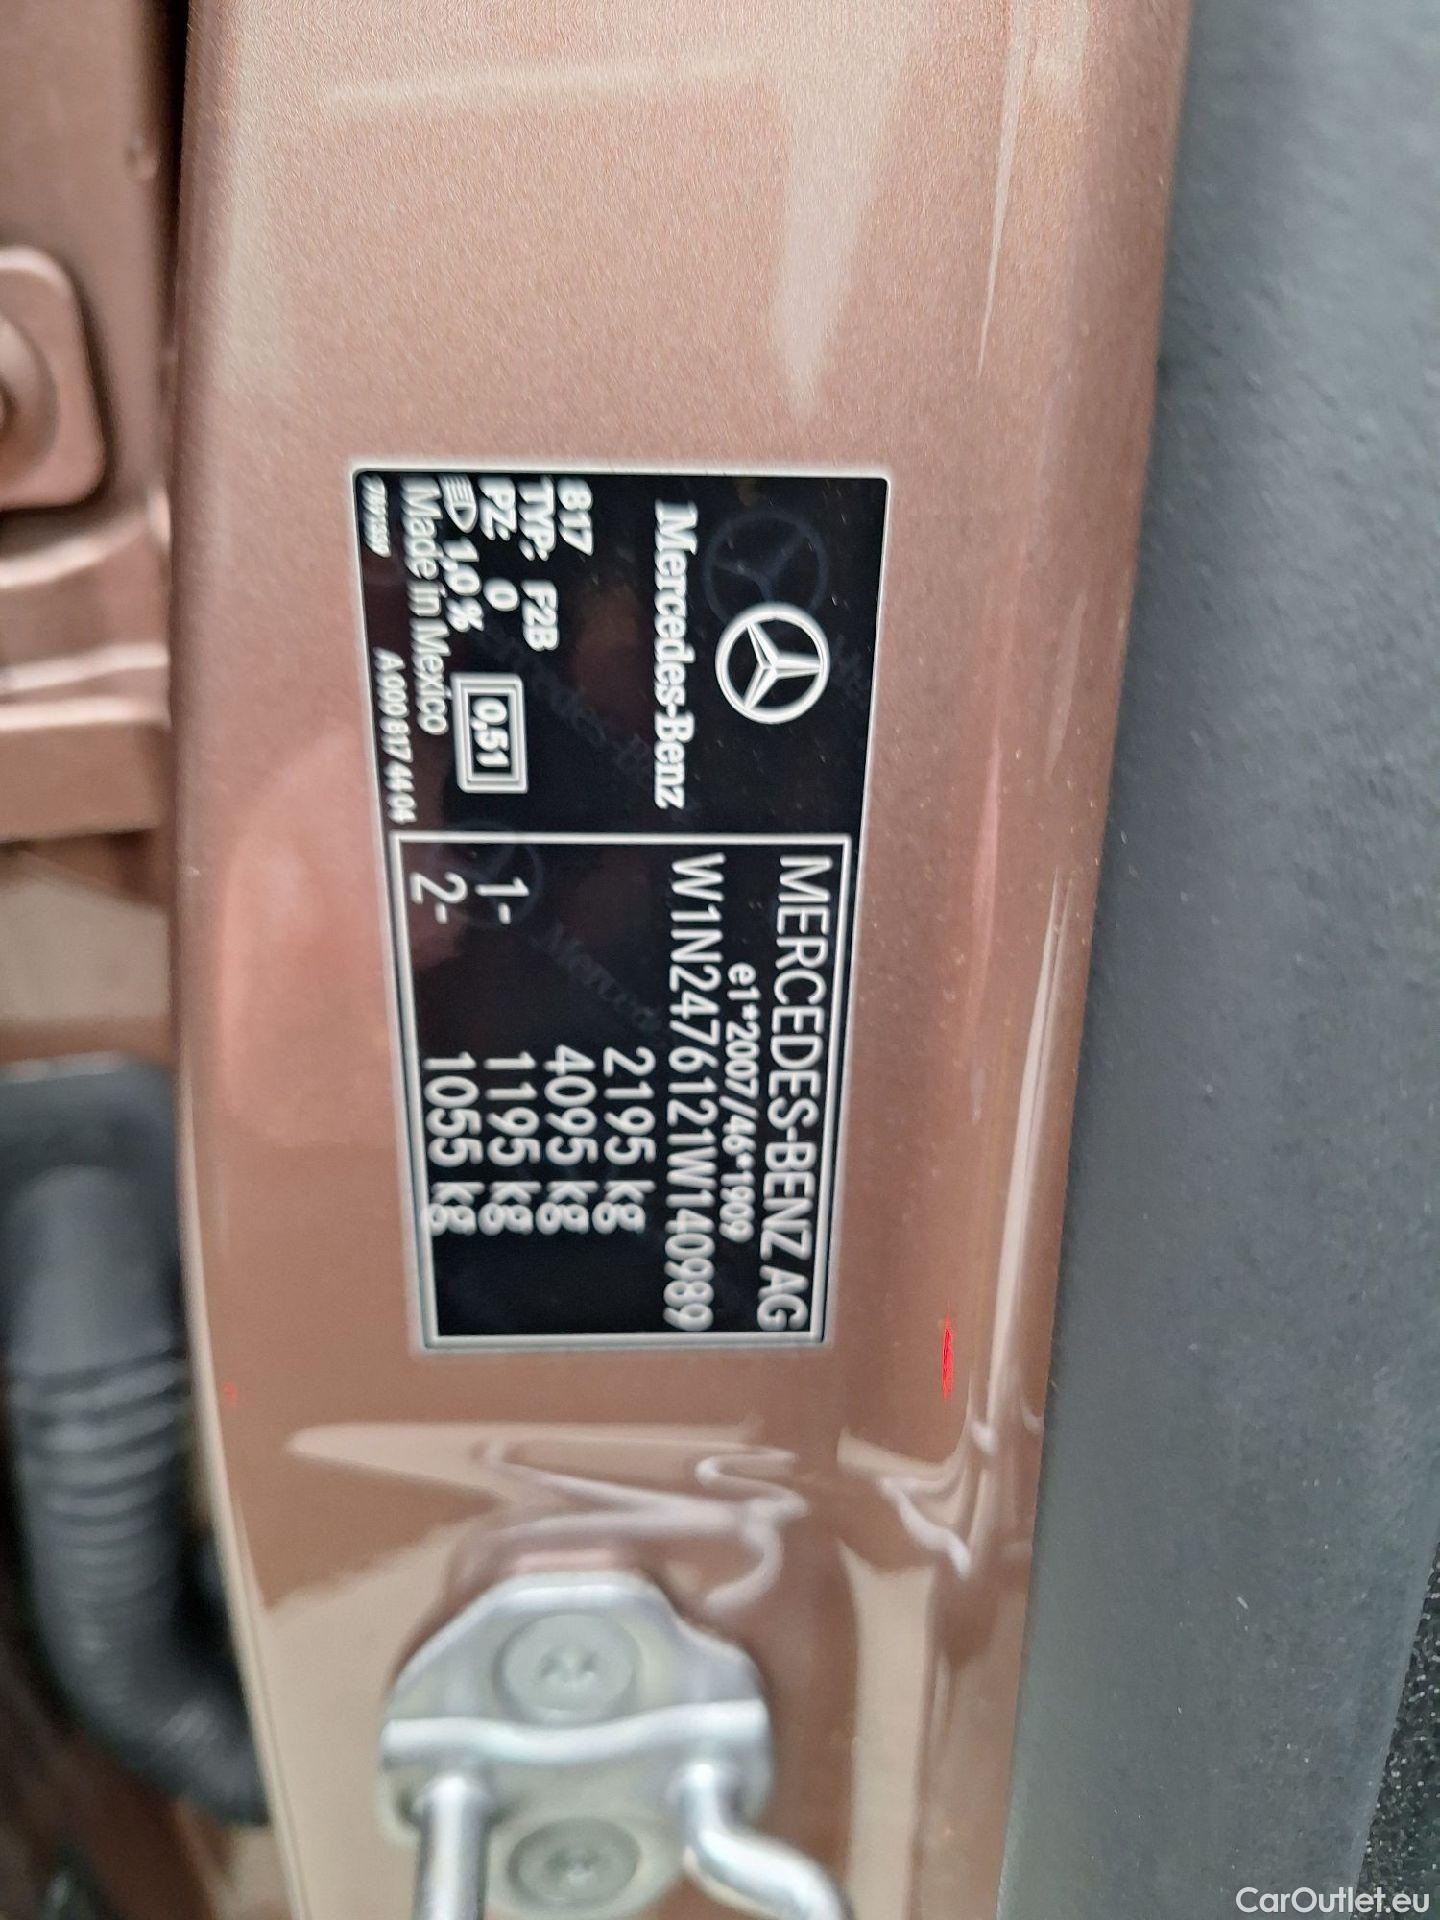 Mercedes-Benz
817
TYP: F2B
PZ: 0
1,0 % 0,51
Made in Mexico
A 000 817 44 04
MERCEDES-BENZ AG
e1*2007/46*1909
W1N2476121W140989
2195 kg
4095 kg
1- 1195 kg
2- 1055 kg
CarOutlet.eu